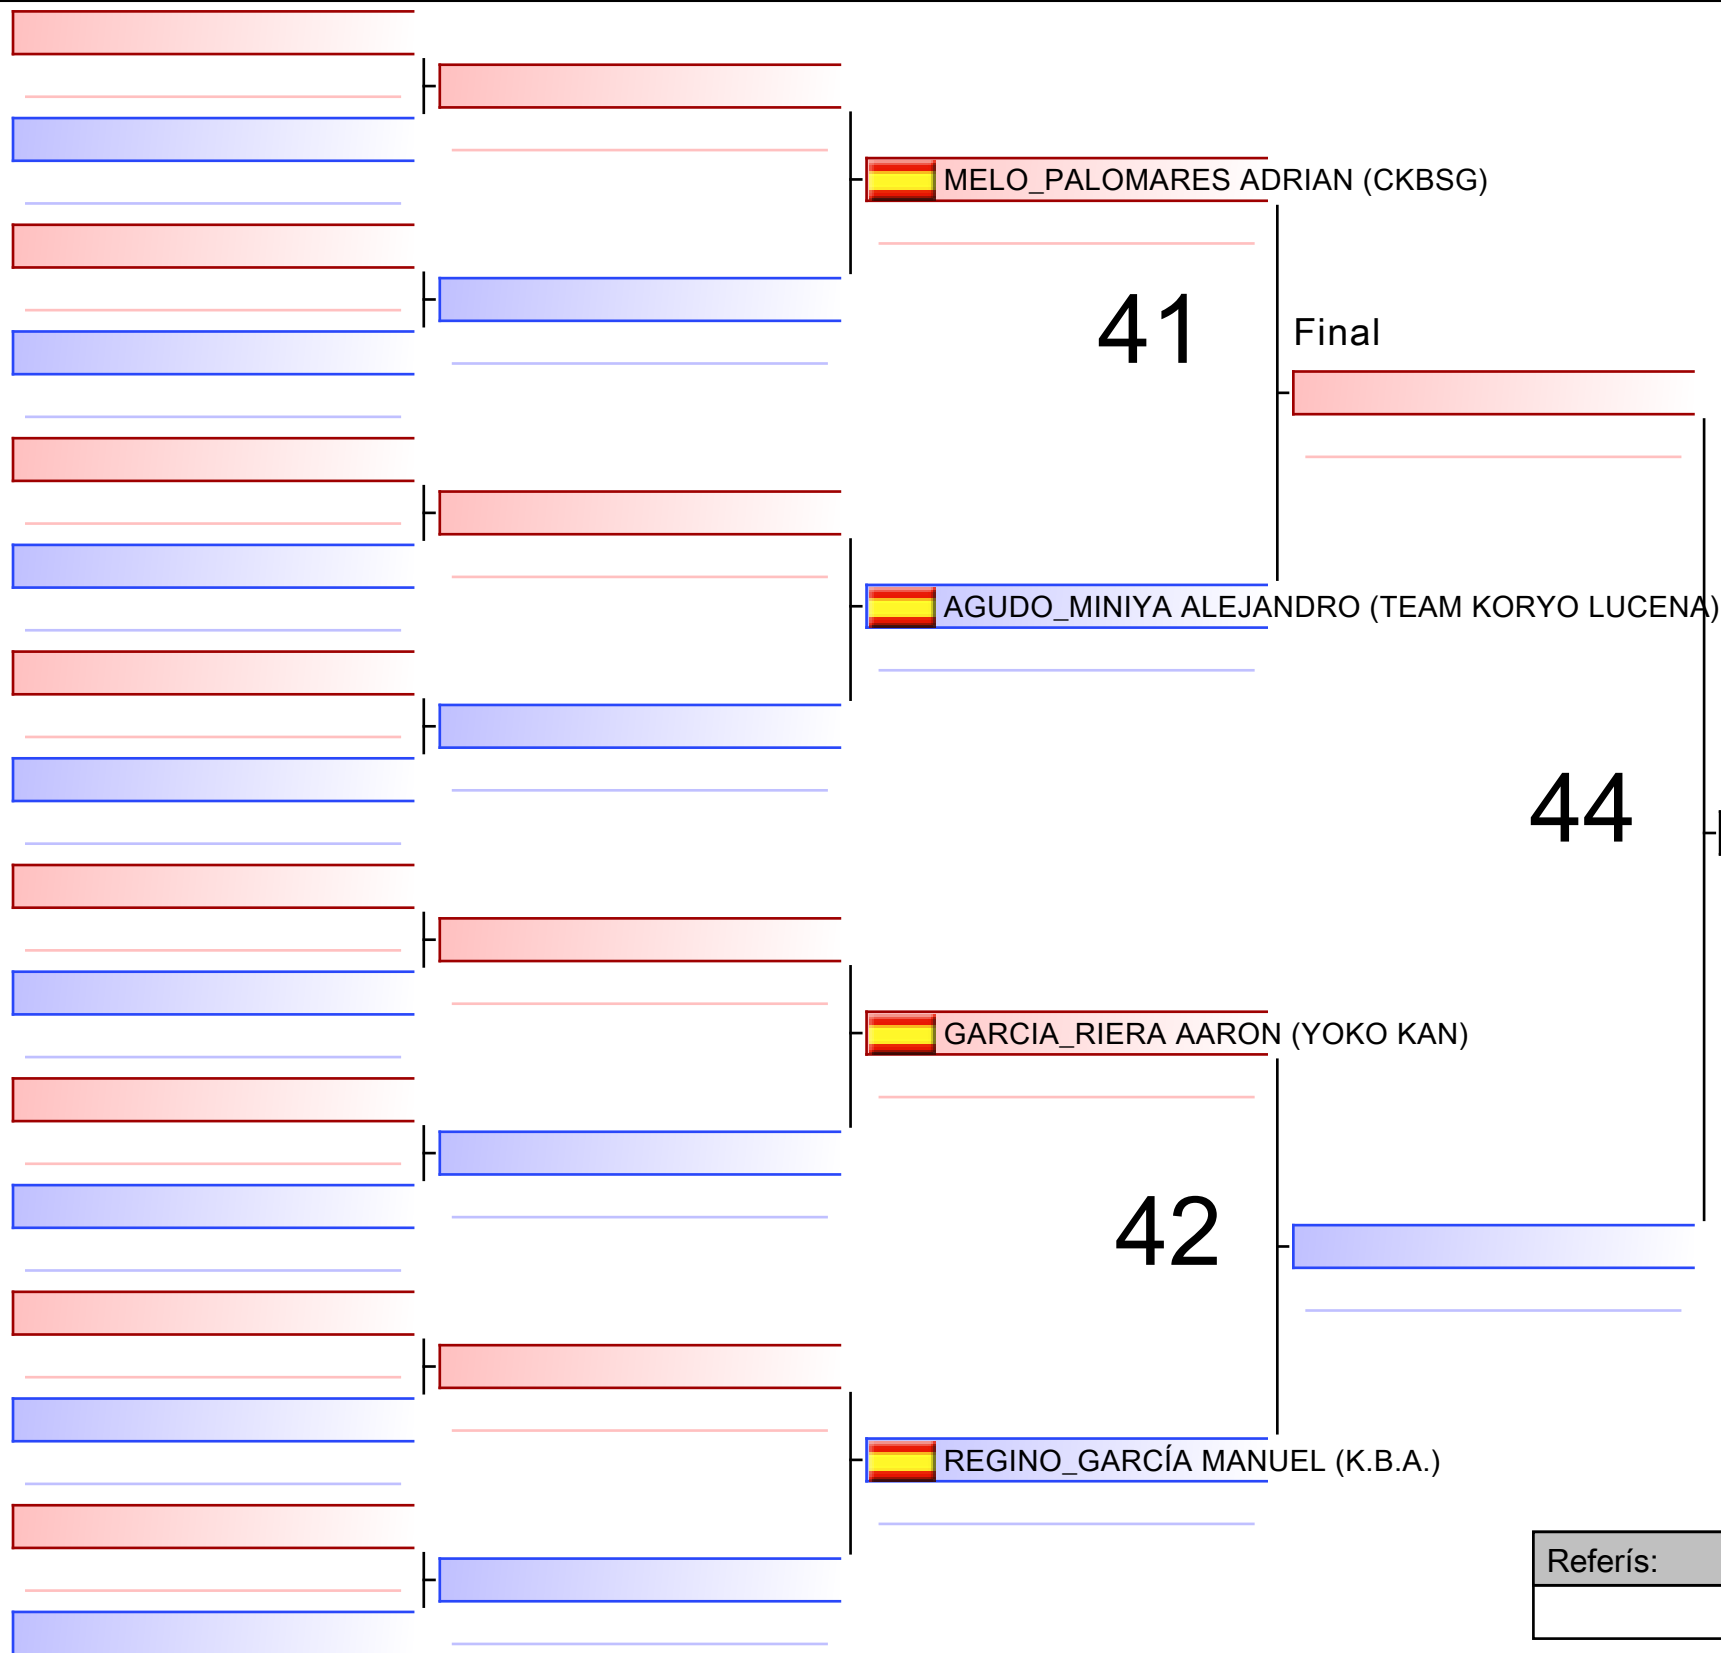 MELO_PALOMARES ADRIAN (CKBSG)
41
Final
AGUDO_MINIYA ALEJANDRO (TEAM KORYO LUCENA)
44
GARCIA_RIERA AARON (YOKO KAN)
42
REGINO_GARCÍA MANUEL (K.B.A.)
Referís: